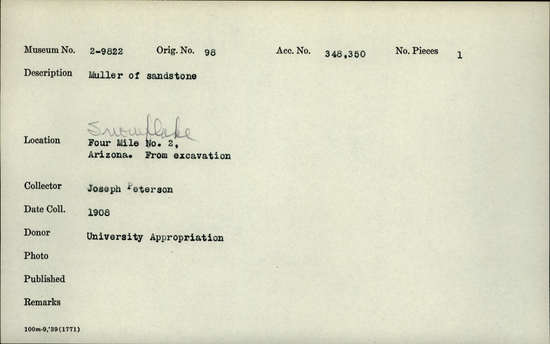 Museum No. 2-9822 Orig. No. 98 Acc. No. 348,350 No. Pieces 1
Description Muller of sandstone
Snowflake
Location Four Mile No. 2,
Arizona. From excavation
Collector Joseph Peterson
Date Coll. 1908
Donor University Appropriation
Photo
Published
Remarks
100m-9,'39(1771)